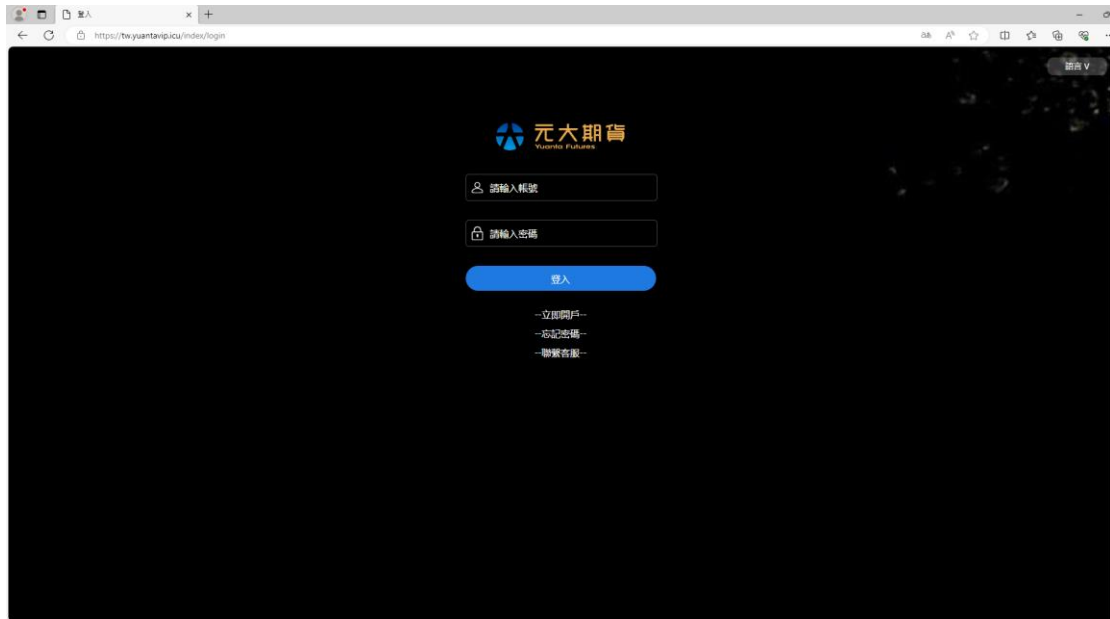 登入
https://tw.yuantavip.icu/index/login
語言 V
元大期貨
Yuanta Futures
請輸入帳號
請輸入密碼
登入
--立即開戶--
--忘記密碼--
--聯繫客服--